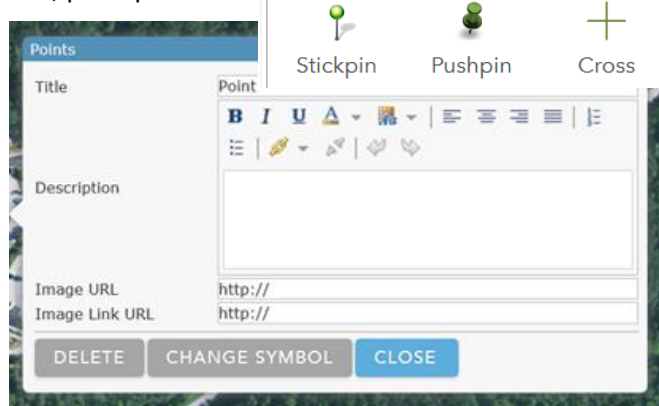 Stickpin Pushpin Cross
Points
Title Point
B I U A
Description
Image URL http://
Image Link URL http://
DELETE CHANGE SYMBOL CLOSE